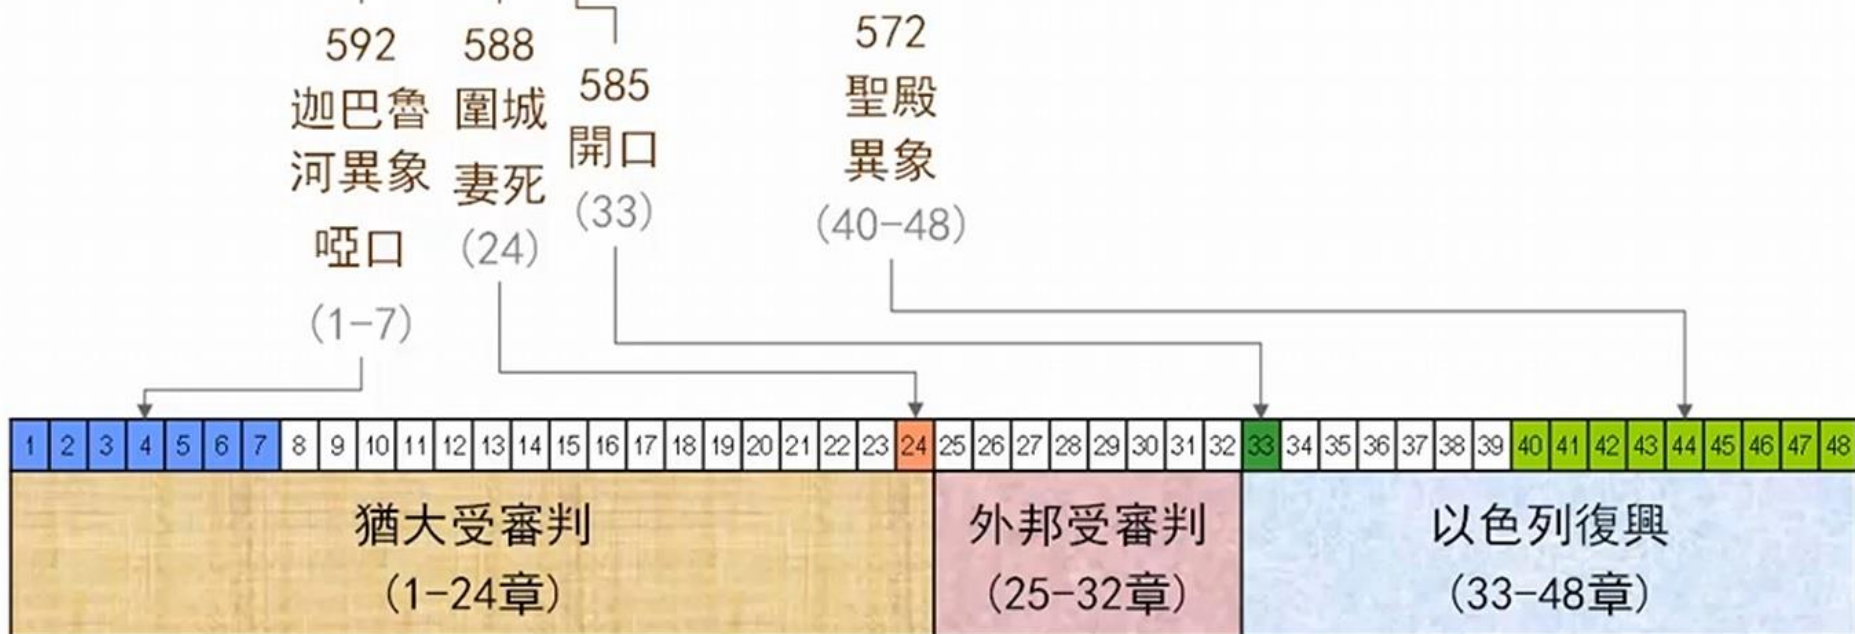 592
迦巴魯
河異象
啞口
(1-7)
588
圍城
妻死
(24)
585
開口
(33)
572
聖殿
異象
(40-48)
1 2 3 4 5 6 7 8 9 10 11 12 13 14 15 16 17 18 19 20 21 22 23 24 25 26 27 28 29 30 31 32 33 34 35 36 37 38 39 40 41 42 43 44 45 46 47 48
猶大受審判
(1-24章)
外邦受審判
(25-32章)
以色列復興
(33-48章)